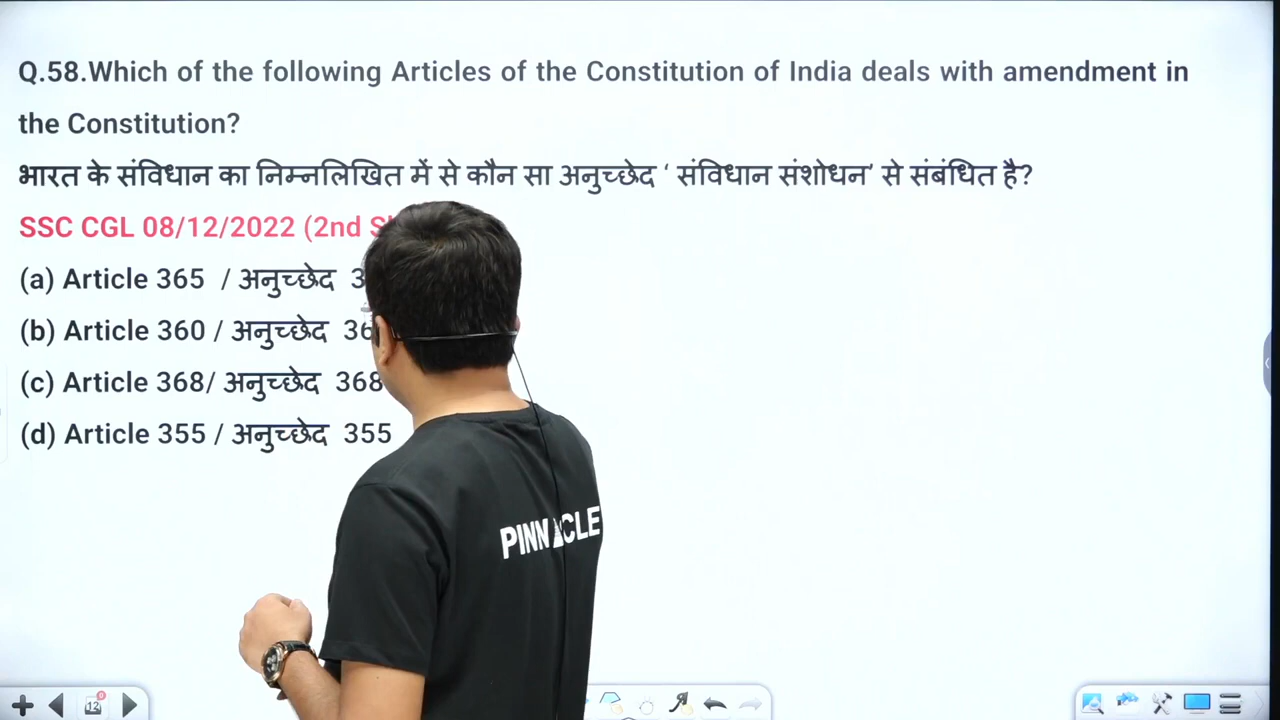 Q.58.Which of the following Articles of the Constitution of India deals with amendment in
the Constitution?
भारत के संविधान का निम्नलिखित में से कौन सा अनुच्छेद ‘ संविधान संशोधन’ से संबंधित है?
SSC CGL 08/12/2022 (2nd
(a) Article 365 / अनुच्छेद
(b) Article 360 / अनुच्छेद
(c) Article 368/ अनुच्छेद 368
(d) Article 355 / अनुच्छेद 355
PINNACLE
12